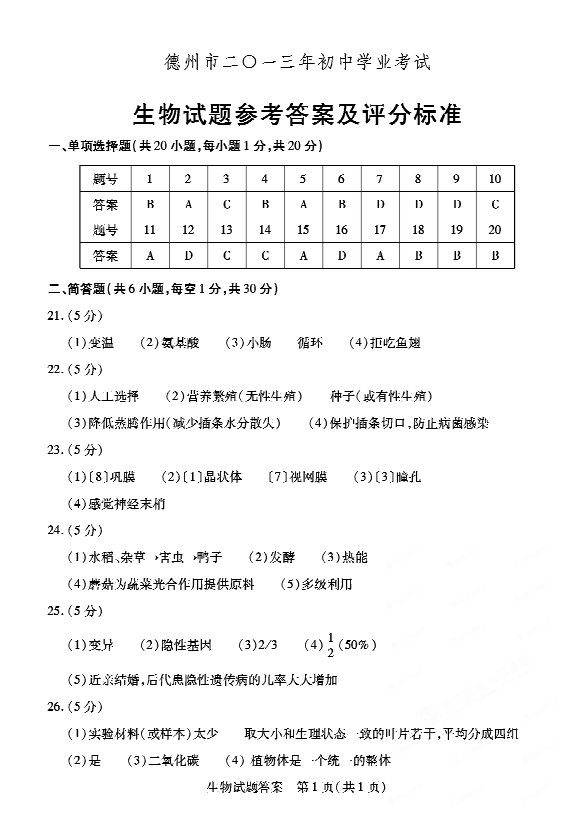 德州市二〇一三年初中学业考试
生物试题参考答案及评分标准
一、单项选择题(共20小题,每小题1分,共20分)
题号 1 2 3 4 5 6 7 8 9 10
答案 B A C B A B D D D C
题号 11 12 13 14 15 16 17 18 19 20
答案 A D C C A D A B B B
二、简答题(共6小题,每空1分,共30分)
21.(5分)
(1)变温 (2)氨基酸 (3)小肠 循环 (4)拒吃鱼翅
22.(5分)
(1)人工选择 (2)营养繁殖(无性生殖) 种子(或有性生殖)
(3)降低蒸腾作用(减少插条水分散失) (4)保护插条切口,防止病菌感染
23.(5分)
(1)〔8〕巩膜 (2)〔1〕晶状体 〔7〕视网膜 (3)〔3〕瞳孔
(4)感觉神经末梢
24.(5分)
(1)水稻、杂草→害虫→鸭子 (2)发酵 (3)热能
(4)蘑菇为蔬菜光合作用提供原料 (5)多级利用
25.(5分)
(1)变异 (2)隐性基因 (3)2/3 (4)1/2(50%)
(5)近亲结婚,后代患隐性遗传病的几率大大增加
26.(5分)
(1)实验材料(或样本)太少 取大小和生理状态一致的叶片若干,平均分成四组
(2)是 (3)二氧化碳 (4) 植物体是一个统一的整体
生物试题答案 第1页(共1页)